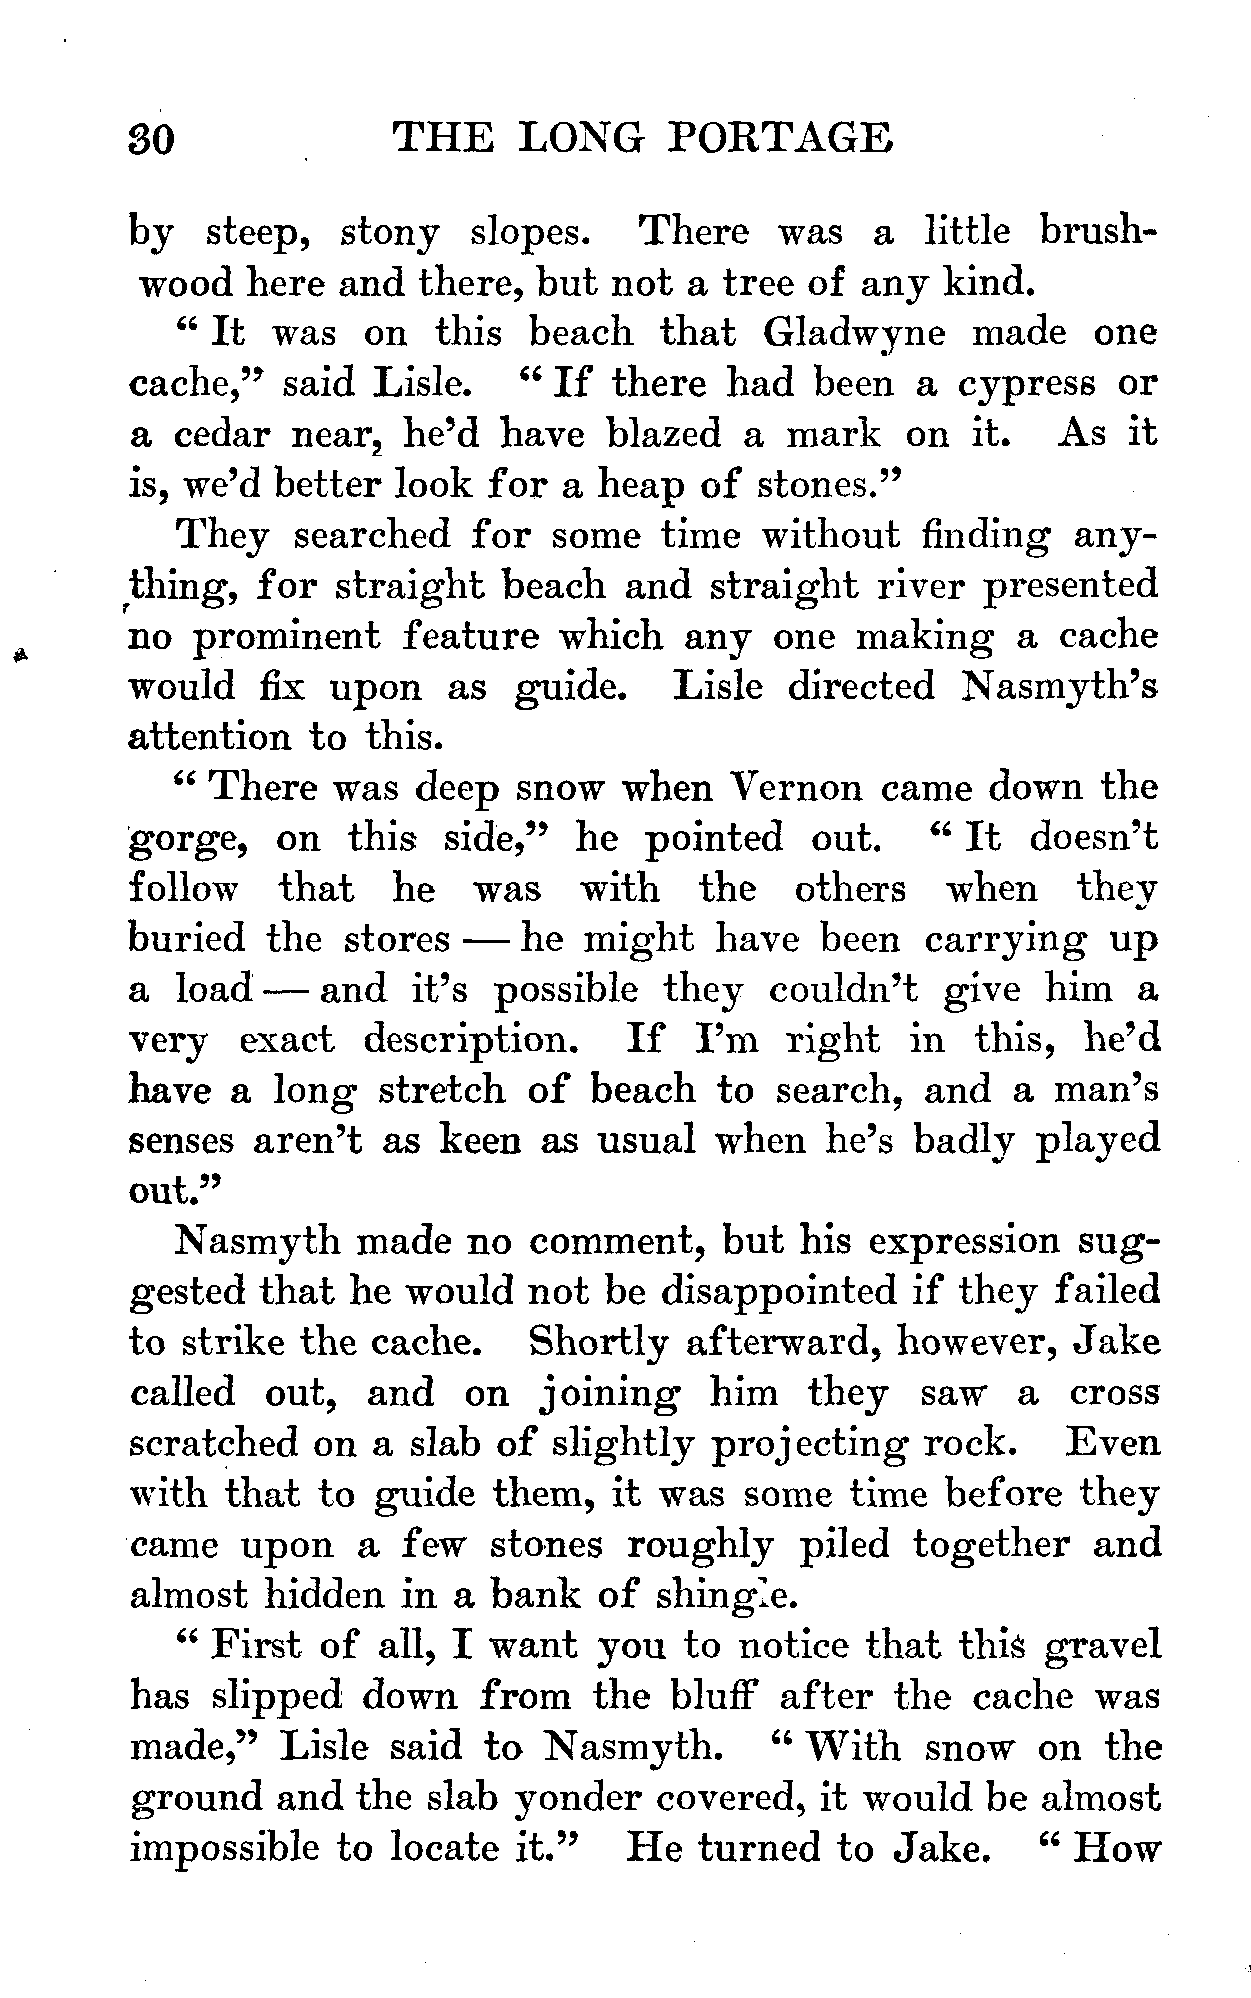 30 THE LONG PORTAGE
by steep, stony slopes. There was a little brush-
wood here and there, but not a tree of any kind.
“ It was on this beach that Gladwyne made one
cache,” said Lisle. “ If there had been a cypress or
a cedar near, he’d have blazed a mark on it. As it
is, we’d better look for a heap of stones.”
They searched for some time without finding any-
thing, for straight beach and straight river presented
no prominent feature which any one making a cache
would fix upon as guide. Lisle directed Nasmyth’s
attention to this.
“ There was deep snow when Vernon came down the
gorge, on this side,” he pointed out. “ It doesn’t
follow that he was with the others when they
buried the stores — he might have been carrying up
a load — and it’s possible they couldn’t give him a
very exact description. If I’m right in this, he’d
have a long stretch of beach to search, and a man’s
senses aren’t as keen as usual when he’s badly played
out.”
Nasmyth made no comment, but his expression sug-
gested that he would not be disappointed if they failed
to strike the cache. Shortly afterward, however, Jake
called out, and on joining him they saw a cross
scratched on a slab of slightly projecting rock. Even
with that to guide them, it was some time before they
came upon a few stones roughly piled together and
almost hidden in a bank of shingle.
“ First of all, I want you to notice that this gravel
has slipped down from the bluff after the cache was
made,” Lisle said to Nasmyth. “ With snow on the
ground and the slab yonder covered, it would be almost
impossible to locate it.” He turned to Jake. “ How